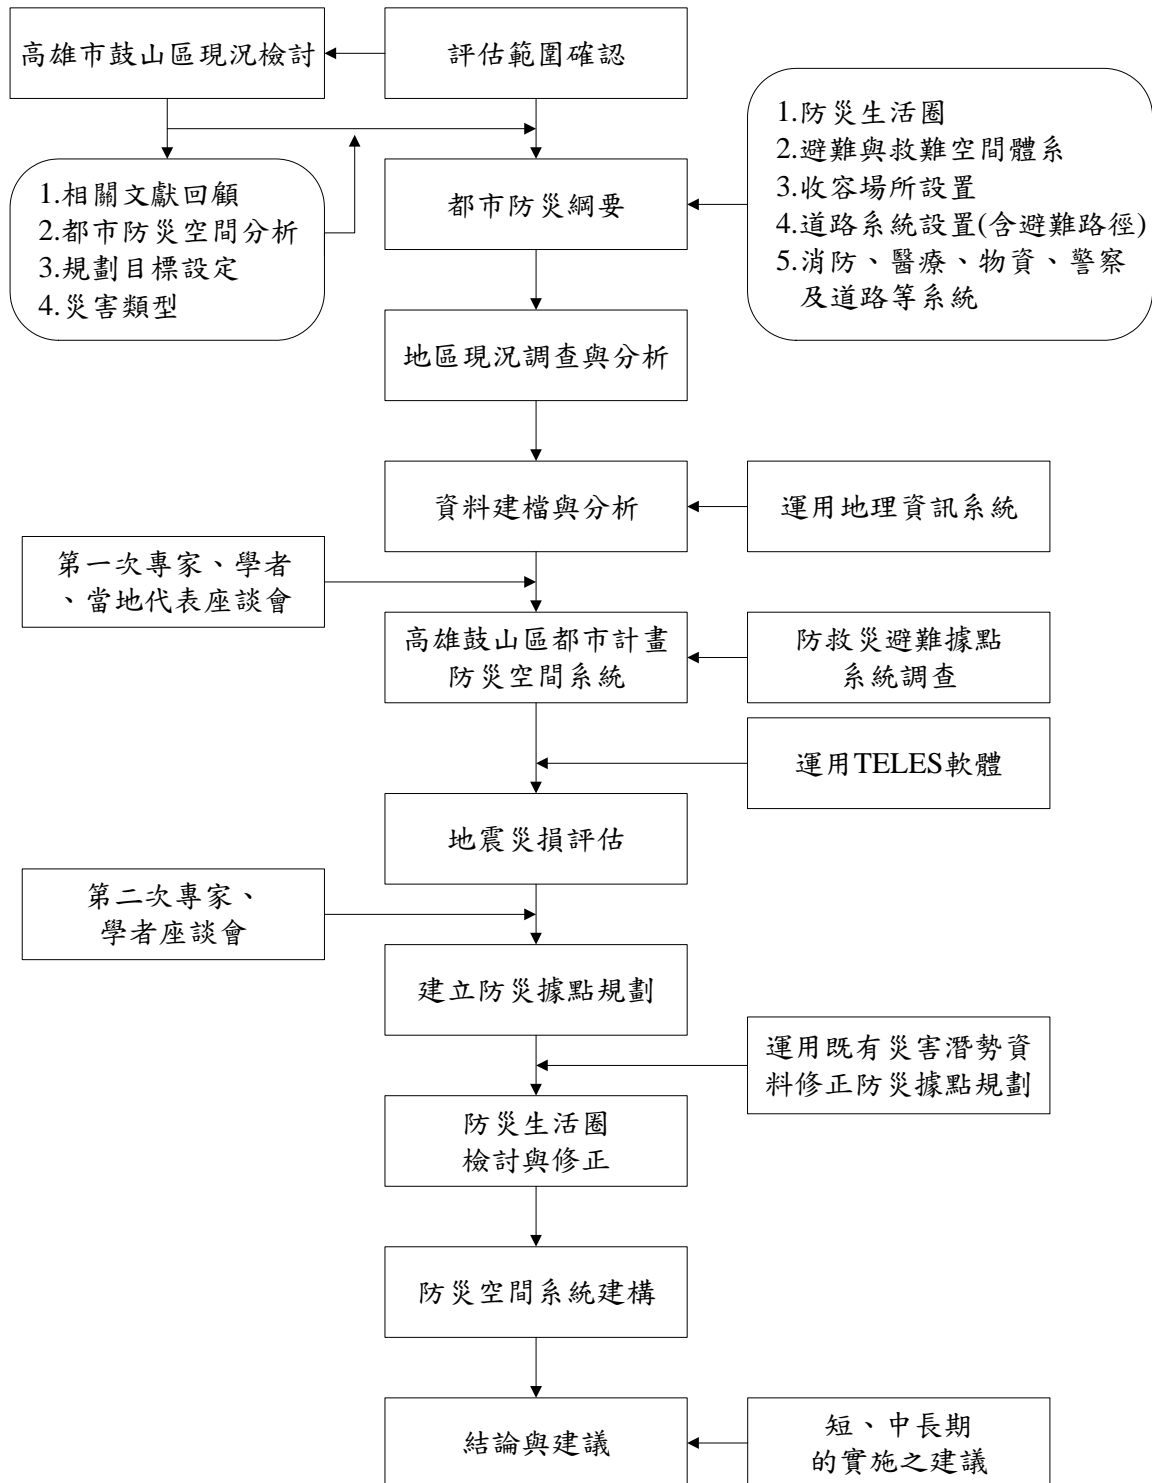 高雄市鼓山區現況檢討
評估範圍確認
1.相關文獻回顧
2.都市防災空間分析
3.規劃目標設定
4.災害類型
都市防災綱要
1.防災生活圈
2.避難與救難空間體系
3.收容場所設置
4.道路系統設置(含避難路徑)
5.消防、醫療、物資、警察
及道路等系統
地區現況調查與分析
資料建檔與分析
運用地理資訊系統
第一次專家、學者
、當地代表座談會
高雄鼓山區都市計畫
防災空間系統
防救災避難據點
系統調查
運用TELES軟體
地震災損評估
第二次專家、
學者座談會
建立防災據點規劃
運用既有災害潛勢資
料修正防災據點規劃
防災生活圈
檢討與修正
防災空間系統建構
結論與建議
短、中長期
的實施之建議